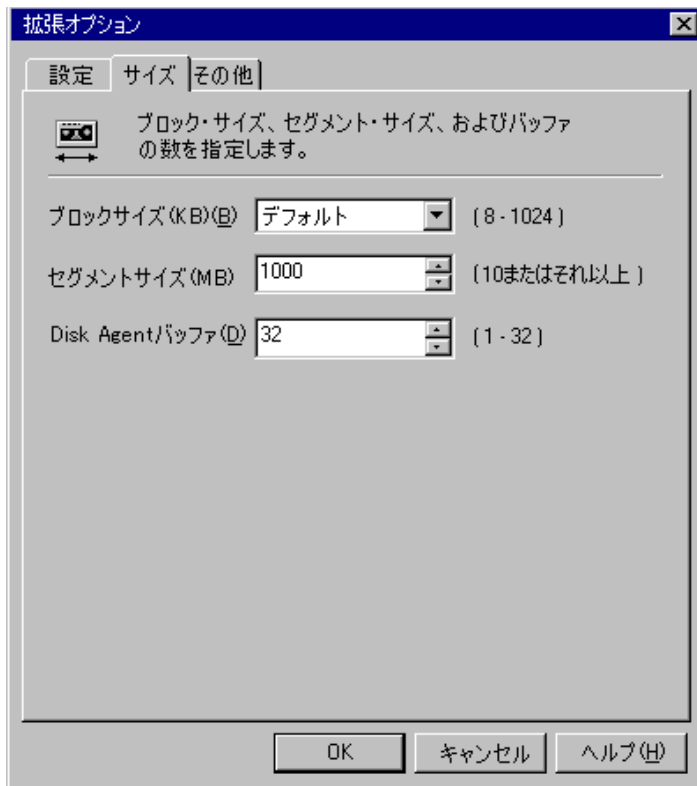 拡張オプション
設定 サイズ その他
ブロック・サイズ、セグメント・サイズ、およびバッファ
の数を指定します。
ブロックサイズ(KB)(B) デフォルト (8-1024)
セグメントサイズ(MB) 1000 (10またはそれ以上 )
Disk Agentバッファ(D) 32 (1-32)
OK キャンセル ヘルプ(H)